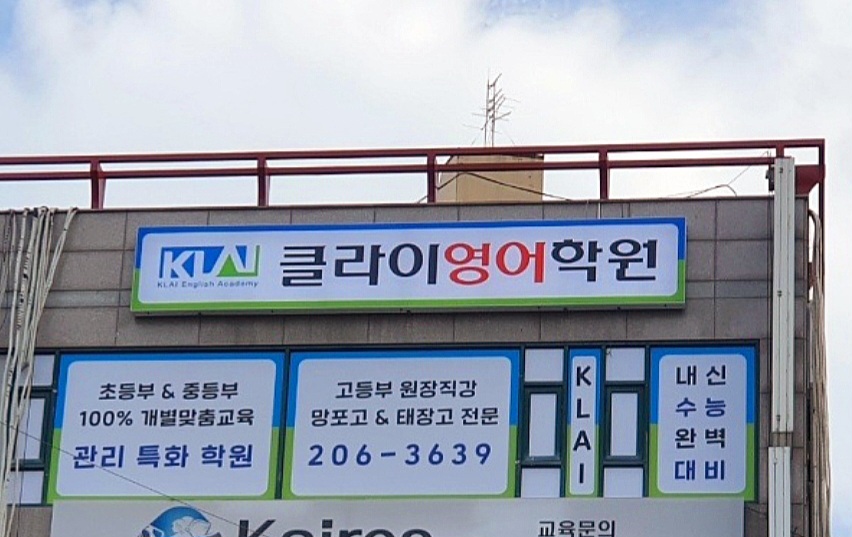 KLAI
KLAI English Academy
클라이영어학원
초등부 & 중등부
100% 개별맞춤교육
관리 특화 학원
고등부 원장직강
망포고 & 태장고 전문
206-3639
KLAI
내신
수능
완벽
대비
교육문의